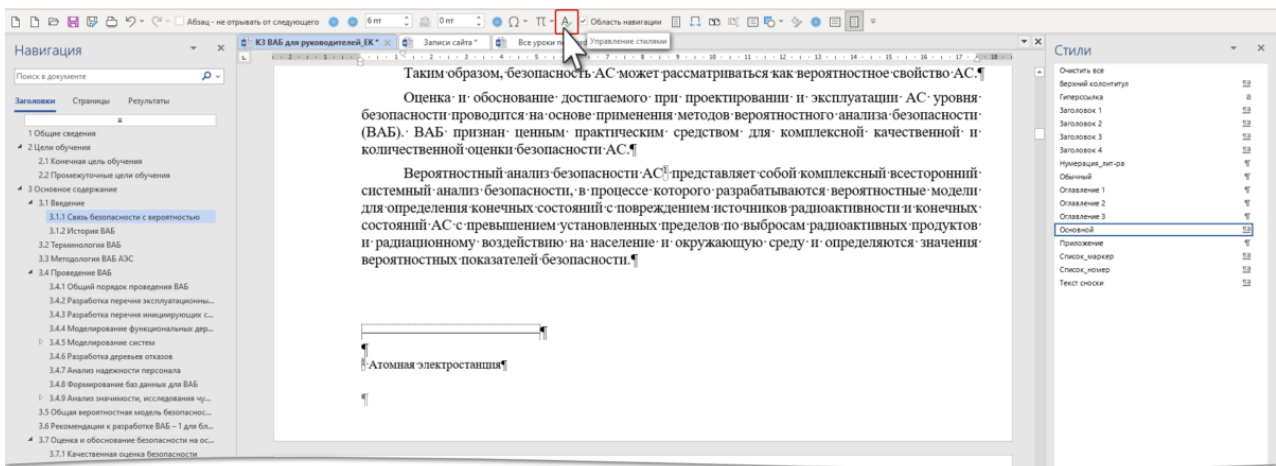 Абзац - не отрывать от следующего 6 пт 0 пт Область навигации
Управление стилями
Навигация
Поиск в документе
Заголовки Страницы Результаты
1 Общие сведения
2 Цели обучения
2.1 Конечная цель обучения
2.2 Промежуточные цели обучения
3 Основное содержание
3.1 Введение
3.1.1 Связь безопасности с вероятностью
3.1.2 История ВАБ
3.2 Терминология ВАБ
3.3 Методология ВАБ АЭС
3.4 Проведение ВАБ
3.4.1 Общий порядок проведения ВАБ
3.4.2 Разработка перечня эксплуатационны...
3.4.3 Разработка перечня инициирующих с...
3.4.4 Моделирование функциональных дер...
3.4.5 Моделирование систем
3.4.6 Разработка деревьев отказов
3.4.7 Анализ надежности персонала
3.4.8 Формирование баз данных для ВАБ
3.4.9 Анализ значимости, исследования чу...
3.5 Общая вероятностная модель безопаснос...
3.6 Рекомендации к разработке ВАБ – 1 для бл...
3.7 Оценка и обоснование безопасности на ос...
3.7.1 Качественная оценка безопасности
КЗ ВАБ для руководителей_ЕК * Записи сайта * Все уроки
Таким образом, безопасность АС может рассматриваться как вероятностное свойство АС.¶
Оценка и обоснование достигаемого при проектировании и эксплуатации АС уровня
безопасности проводится на основе применения методов вероятностного анализа безопасности
(ВАБ). ВАБ признан ценным практическим средством для комплексной качественной и
количественной оценки безопасности АС.¶
Вероятностный анализ безопасности АС1 представляет собой комплексный всесторонний
системный анализ безопасности, в процессе которого разрабатываются вероятностные модели
для определения конечных состояний с повреждением источников радиоактивности и конечных
состояний АС с превышением установленных пределов по выбросам радиоактивных продуктов
и радиационному воздействию на население и окружающую среду и определяются значения
вероятностных показателей безопасности.¶
¶
¶
1 Атомная электростанция¶
¶
Стили
Очистить все
Верхний колонтитул
Гиперссылка
Заголовок 1
Заголовок 2
Заголовок 3
Заголовок 4
Нумерация_лит-ра
Обычный
Оглавление 1
Оглавление 2
Оглавление 3
Основной
Приложение
Список_маркер
Список_номер
Текст сноски